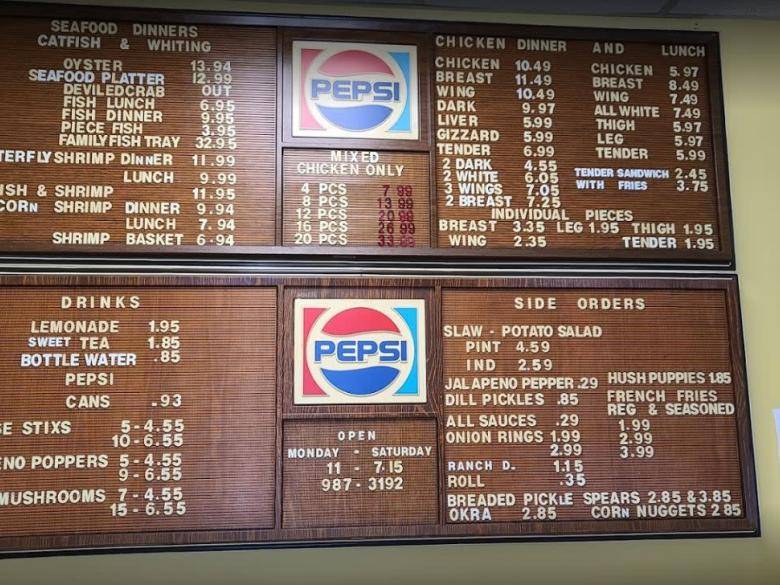 SEAFOOD DINNERS
CATFISH & WHITING
OYSTER 13.94
SEAFOOD PLATTER 12.99
DEVILEDCRAB OUT
FISH LUNCH 6.95
FISH DINNER 9.95
PIECE FISH 3.95
FAMILY FISH TRAY 32.95
TERFLY SHRIMP DINNER 11.99
LUNCH 9.99
ISH & SHRIMP 11.95
CORN SHRIMP DINNER 9.94
LUNCH 7.94
SHRIMP BASKET 6.94
PEPSI
MIXED
CHICKEN ONLY
4 PCS 7 99
8 PCS 13 99
12 PCS 20 99
16 PCS 26 99
20 PCS
CHICKEN DINNER AND LUNCH
CHICKEN 10.49
BREAST 11.49
WING 10.49
DARK 9.97
LIVER 5.99
GIZZARD 5.99
TENDER 6.99
2 DARK 4.55
2 WHITE 6.05
3 WINGS 7.05
2 BREAST 7.25
CHICKEN 5.97
BREAST 8.49
WING 7.49
ALL WHITE 7.49
THIGH 5.97
LEG 5.97
TENDER 5.99
TENDER SANDWICH 2.45
WITH FRIES 3.75
INDIVIDUAL PIECES
BREAST 3.35 LEG 1.95 THIGH 1.95
WING 2.35 TENDER 1.95
DRINKS
LEMONADE 1.95
SWEET TEA 1.85
BOTTLE WATER .85
PEPSI
CANS .93
SE STIXS 5-4.55
10-6.55
ENO POPPERS 5-4.55
9-6.55
MUSHROOMS 7-4.55
15-6.55
PEPSI
OPEN
MONDAY - SATURDAY
11 - 7.15
987-3192
SIDE ORDERS
SLAW - POTATO SALAD
PINT 4.59
IND 2.59
JALAPENO PEPPER .29
DILL PICKLES .85
ALL SAUCES .29
ONION RINGS 1.99
2.99
RANCH D. 1.15
ROLL .35
HUSH PUPPIES 1.85
FRENCH FRIES
REG & SEASONED
1.99
2.99
3.99
BREADED PICKLE SPEARS 2.85 & 3.85
OKRA 2.85 CORN NUGGETS 2 85